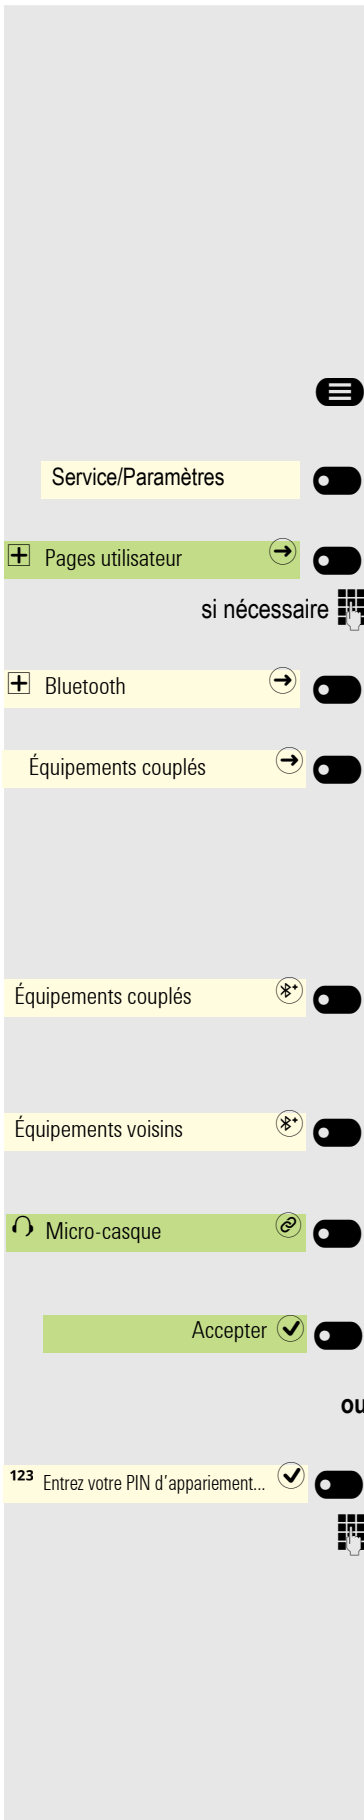 Service/Paramètres
Pages utilisateur
si nécessaire
Bluetooth
Équipements couplés
Équipements couplés
Équipements voisins
Micro-casque
Accepter
ou
123 Entrez votre PIN d'appariement...